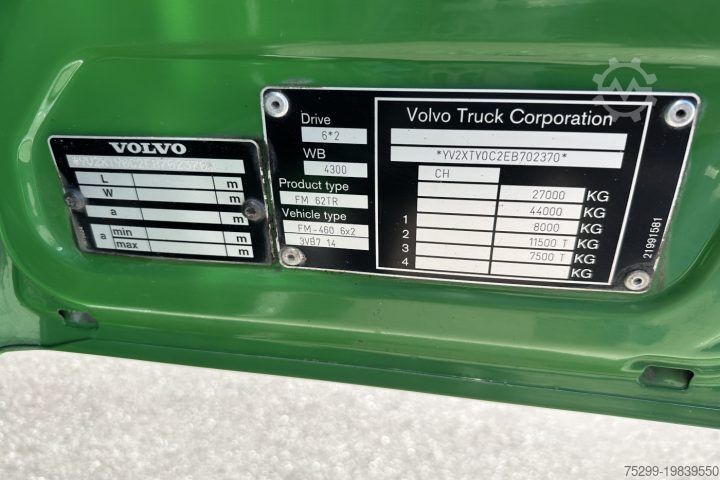 VOLVO
L m
W m
a m
a min m
max m
Drive
6*2
WB
4300
Product type
FM 62TR
Vehicle type
FM-460 6x2
3VB7 14
Volvo Truck Corporation
*YV2XTY0C2EB702370*
CH
27000 KG
44000 KG
1 8000 KG
2 11500 T KG
3 7500 T KG
4 KG
21991581
75299-19839550